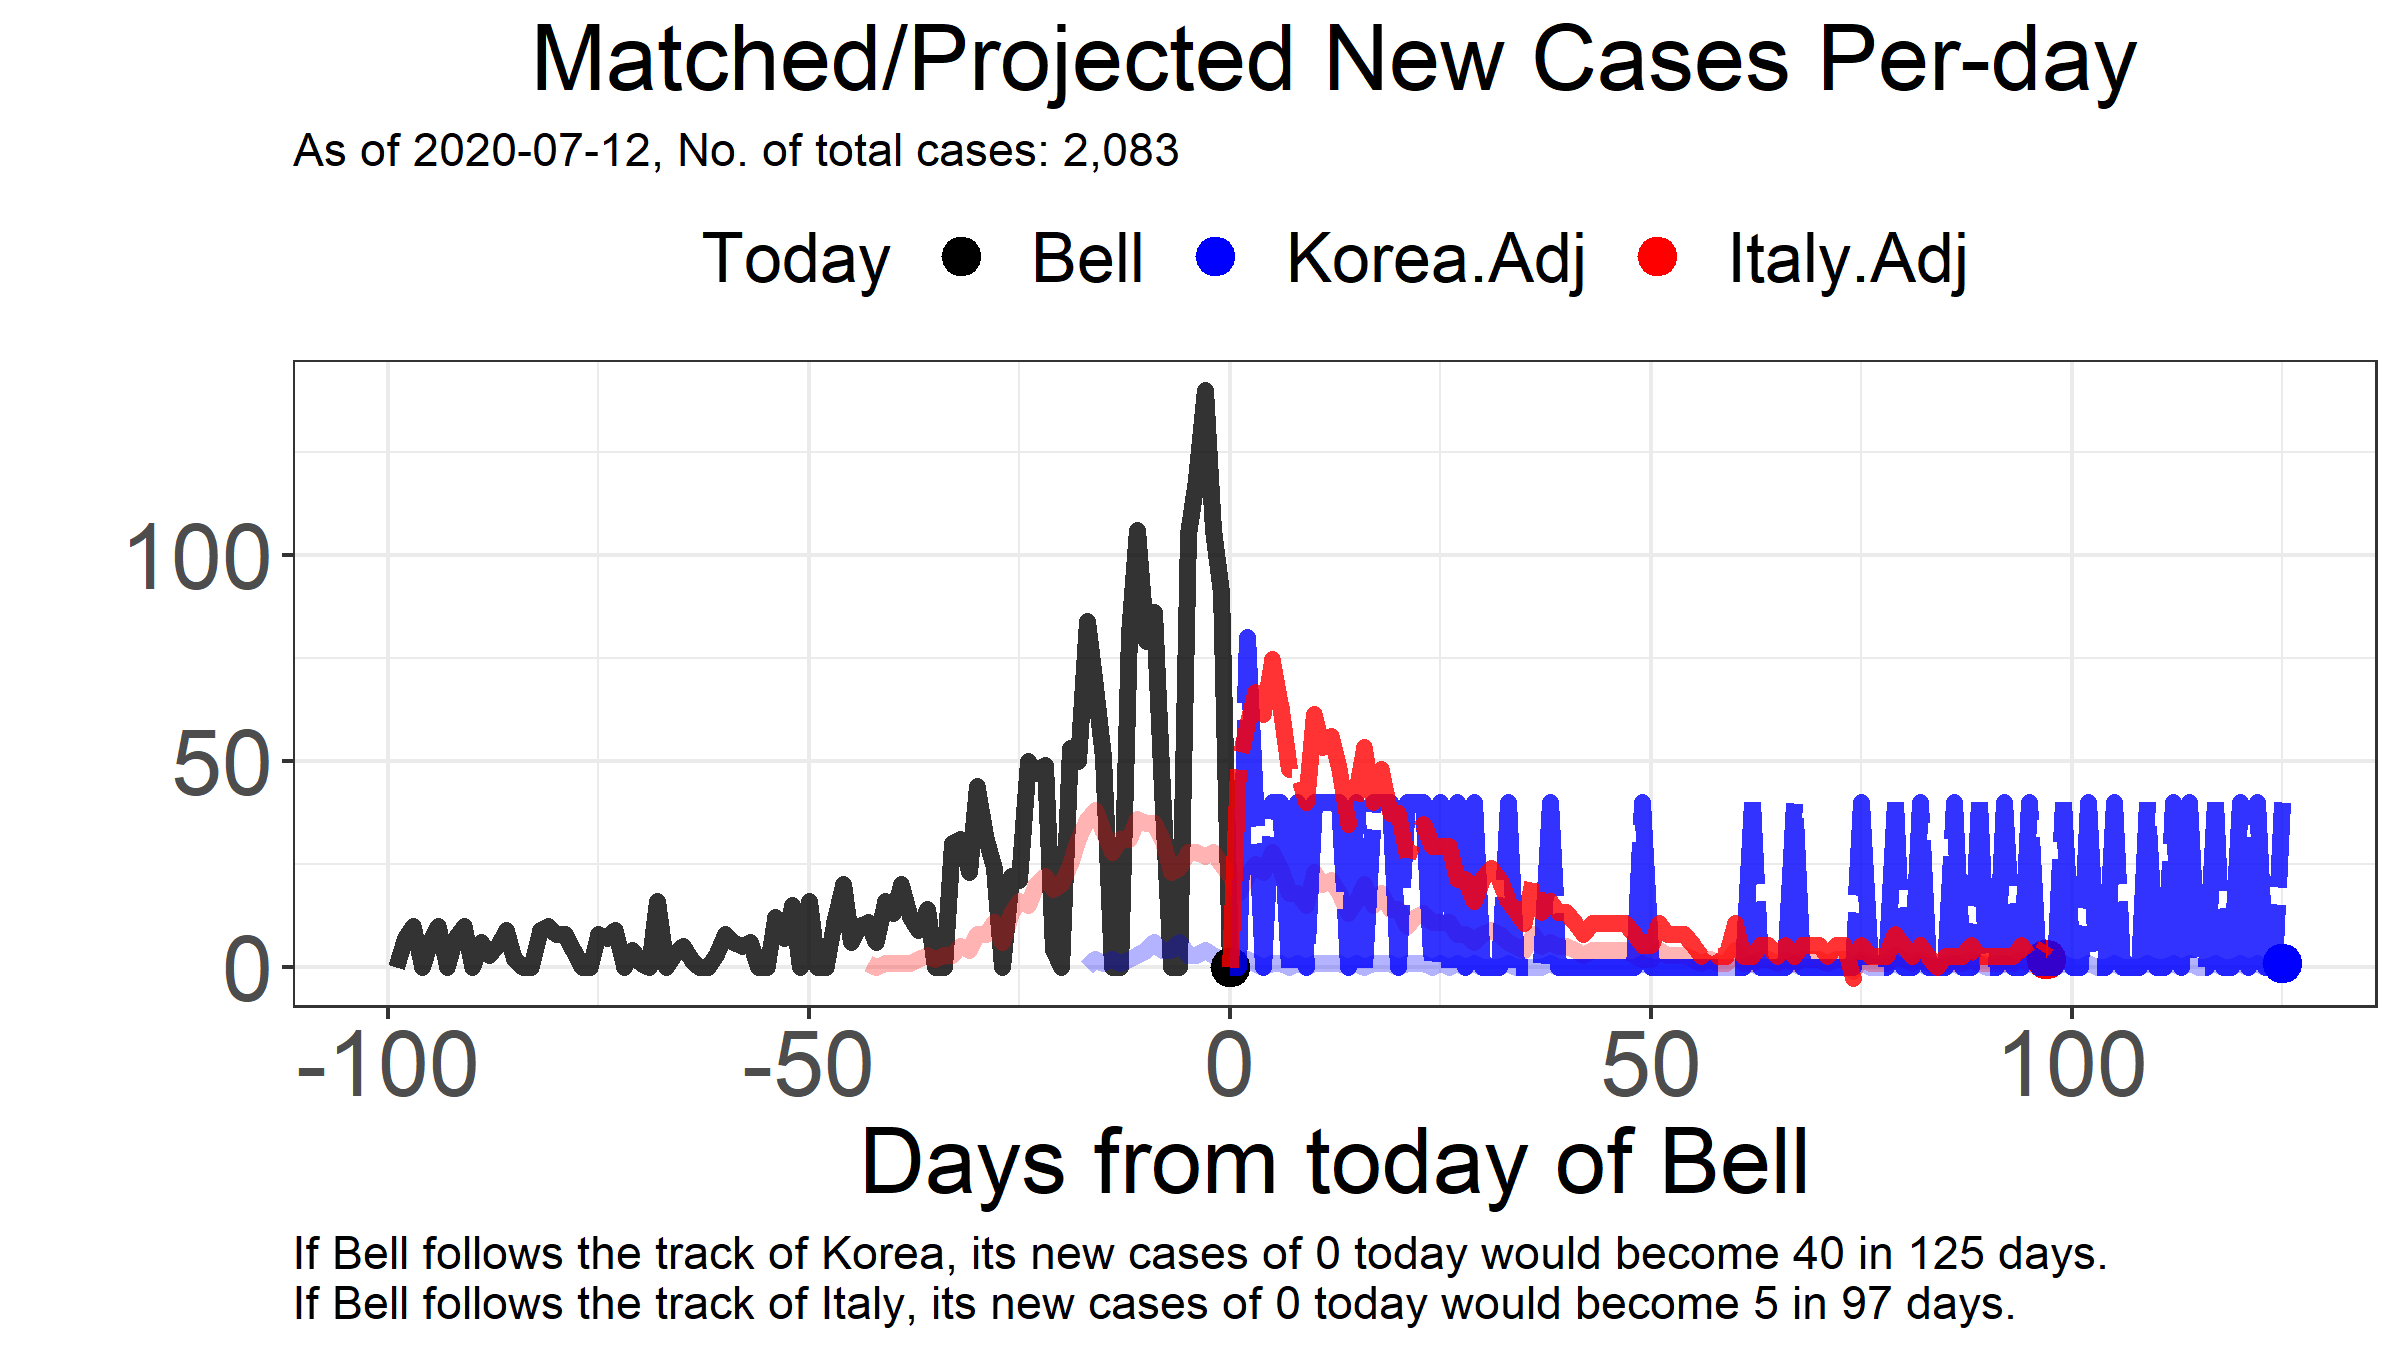 Matched/Projected New Cases Per-day
As of 2020-07-12, No. of total cases: 2,083
Today Bell Korea.Adj Italy.Adj
100
50
0
-100 -50 0 50 100
Days from today of Bell
If Bell follows the track of Korea, its new cases of 0 today would become 40 in 125 days.
If Bell follows the track of Italy, its new cases of 0 today would become 5 in 97 days.